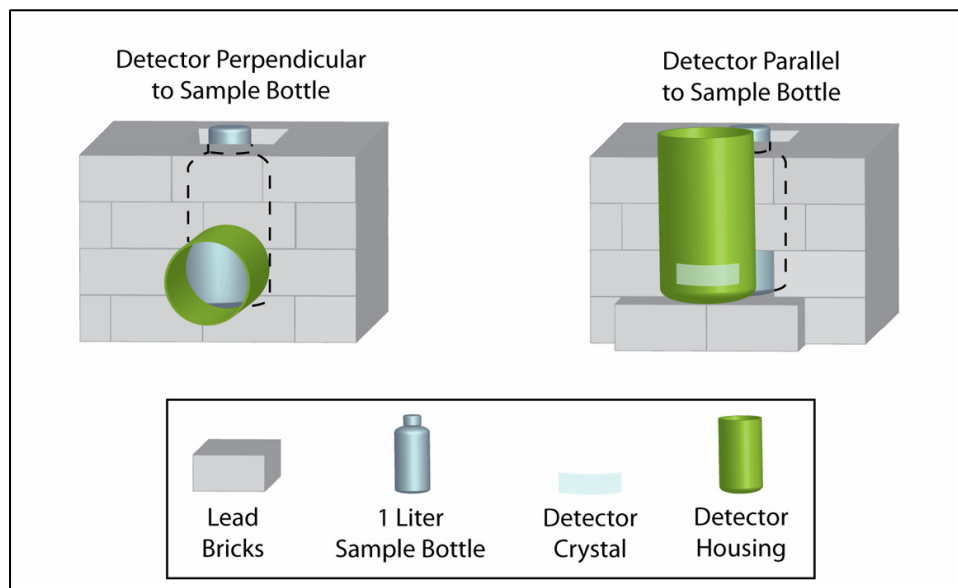 Detector Perpendicular
to Sample Bottle
Detector Parallel
to Sample Bottle
Lead
Bricks
1 Liter
Sample Bottle
Detector
Crystal
Detector
Housing